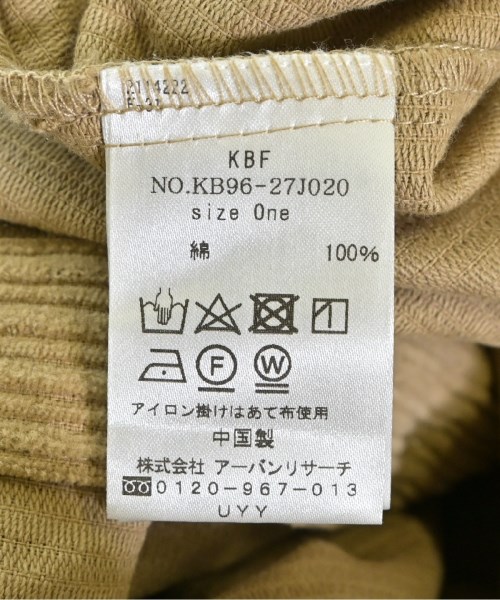 2114222
KBF
NO.KB96-27J020
size One
綿 100%
F W
アイロン掛けはあて布使用
中国製
株式会社 アーバンリサーチ
0120-967-013
UYY